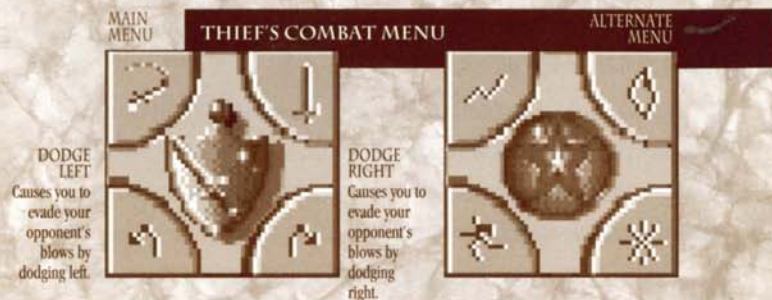 MAIN
MENU
THIEF'S COMBAT MENU
ALTERNATE
MENU
DODGE
LEFT
Causes you to
evade your
opponent's
blows by
dodging left.
DODGE
RIGHT
Causes you to
evade your
opponent's
blows by
dodging
right.